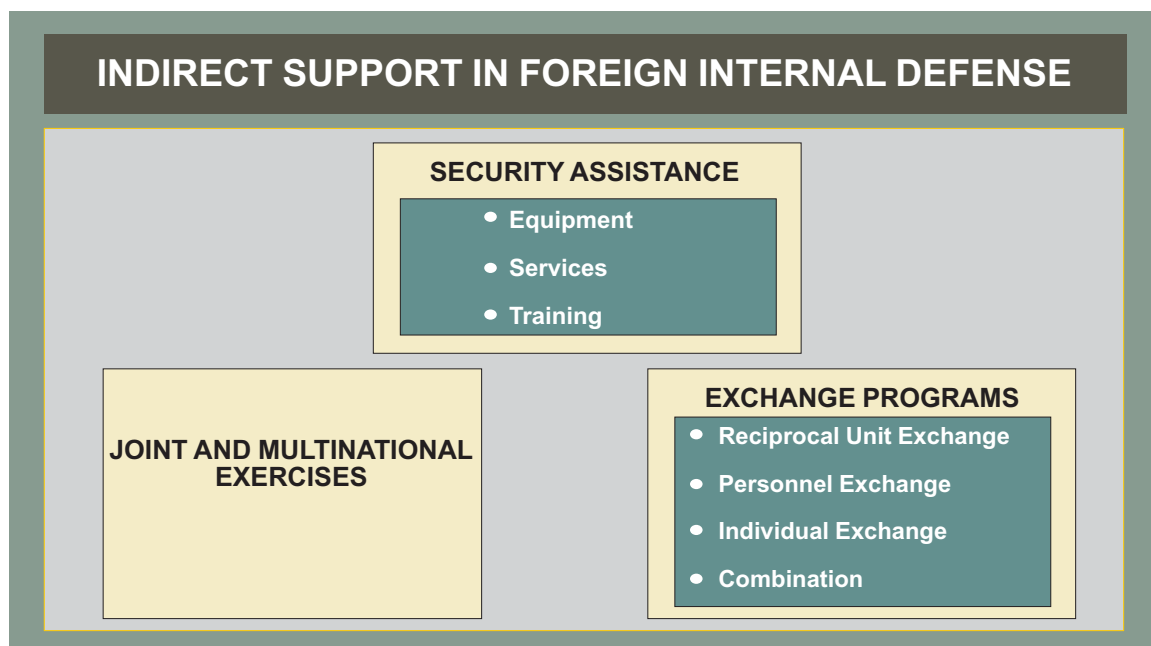 INDIRECT SUPPORT IN FOREIGN INTERNAL DEFENSE
SECURITY ASSISTANCE
• Equipment
• Services
• Training
JOINT AND MULTINATIONAL
EXERCISES
EXCHANGE PROGRAMS
• Reciprocal Unit Exchange
• Personnel Exchange
• Individual Exchange
• Combination